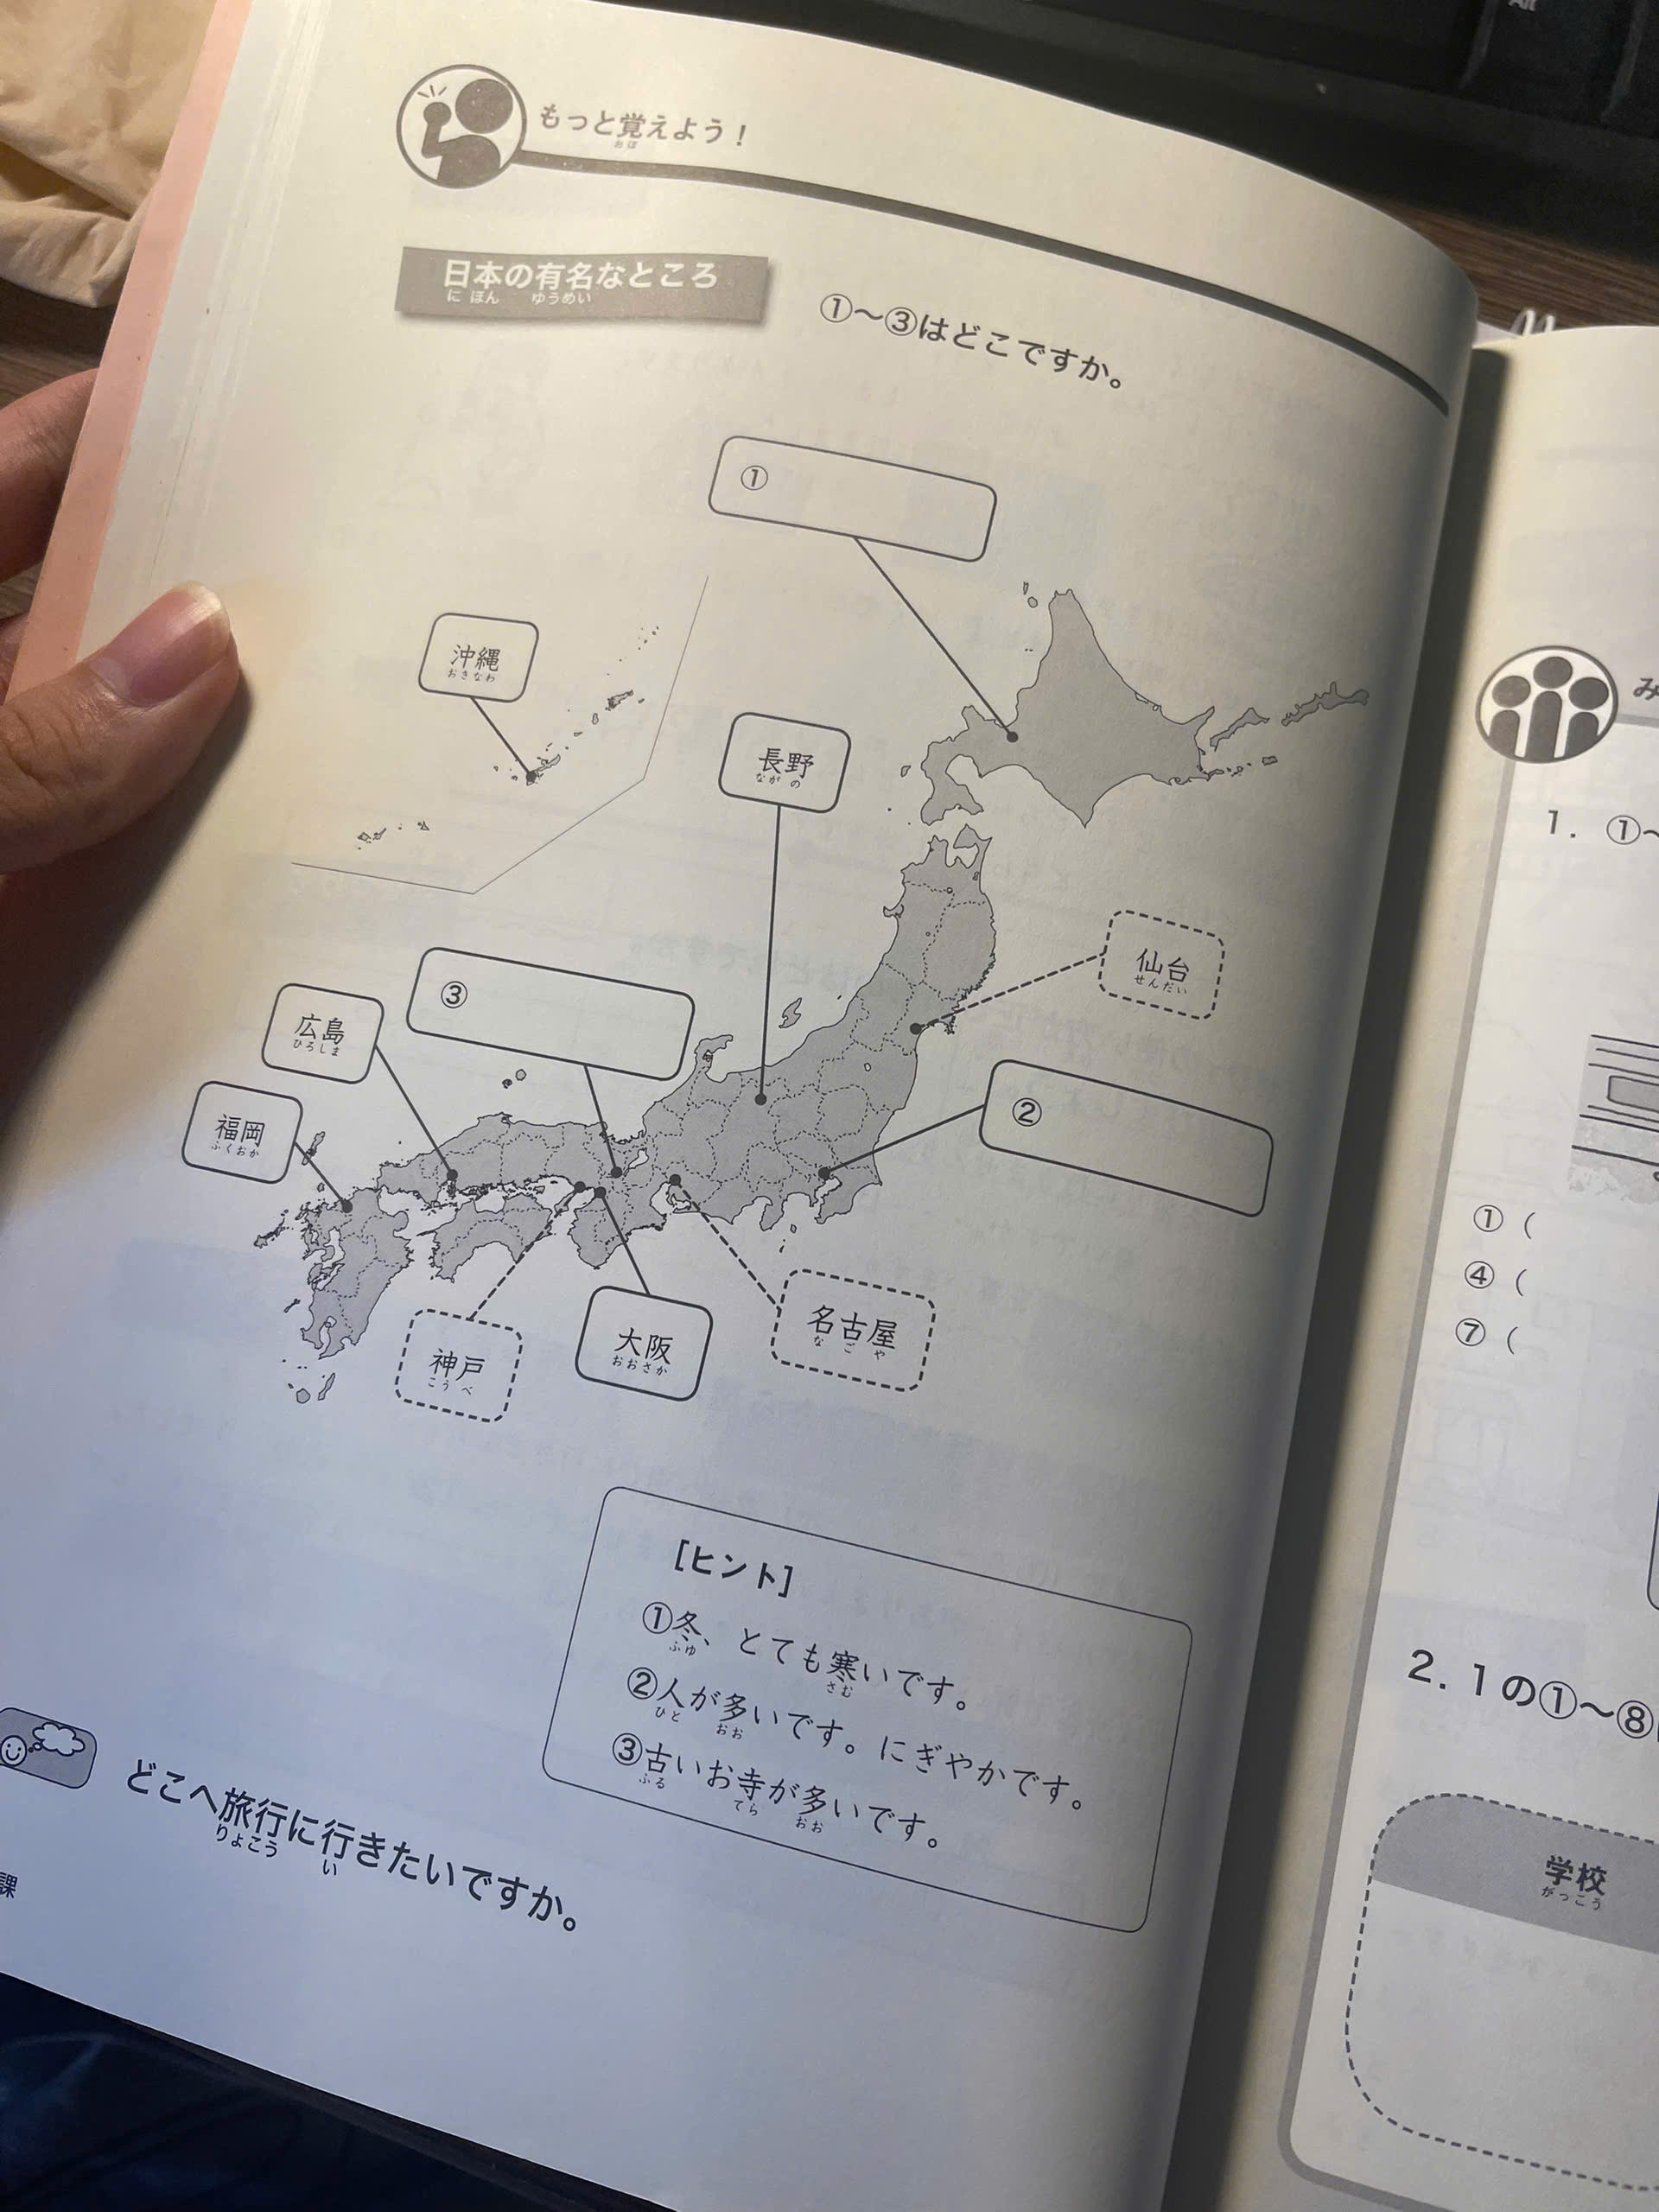 もっと覚えよう！
おぼ
日本の有名なところ
にほん ゆうめい
①～③はどこですか。
①
沖縄
おきなわ
長野
ながの
仙台
せんだい
③
広島
ひろしま
②
福岡
ふくおか
名古屋
なごや
大阪
おおさか
神戸
こうべ
[ヒント]
①冬、とても寒いです。
ふゆ さむ
②人が多いです。にぎやかです。
ひと おお
③古いお寺が多いです。
ふる てら おお
どこへ旅行に行きたいですか。
りょこう い
課
み
1. ①～
① (
④ (
⑦ (
2. 1の①～⑧
学校
がっこう
Alt